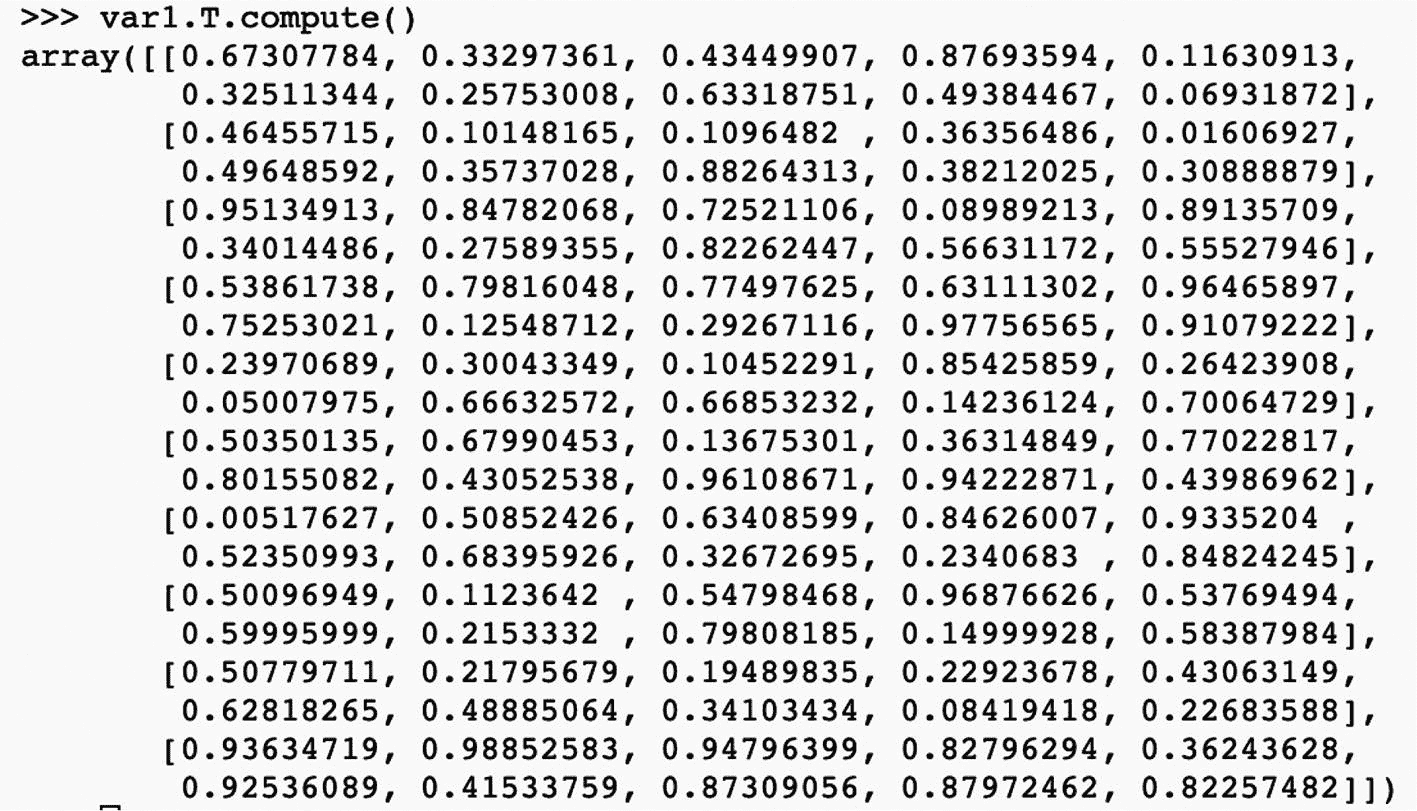 >>> var1.T.compute()
array([[0.67307784, 0.33297361, 0.43449907, 0.87693594, 0.11630913,
        0.32511344, 0.25753008, 0.63318751, 0.49384467, 0.06931872],
       [0.46455715, 0.10148165, 0.1096482 , 0.36356486, 0.01606927,
        0.49648592, 0.35737028, 0.88264313, 0.38212025, 0.30888879],
       [0.95134913, 0.84782068, 0.72521106, 0.08989213, 0.89135709,
        0.34014486, 0.27589355, 0.82262447, 0.56631172, 0.55527946],
       [0.53861738, 0.79816048, 0.77497625, 0.63111302, 0.96465897,
        0.75253021, 0.12548712, 0.29267116, 0.97756565, 0.91079222],
       [0.23970689, 0.30043349, 0.10452291, 0.85425859, 0.26423908,
        0.05007975, 0.66632572, 0.66853232, 0.14236124, 0.70064729],
       [0.50350135, 0.67990453, 0.13675301, 0.36314849, 0.77022817,
        0.80155082, 0.43052538, 0.96108671, 0.94222871, 0.43986962],
       [0.00517627, 0.50852426, 0.63408599, 0.84626007, 0.9335204 ,
        0.52350993, 0.68395926, 0.32672695, 0.2340683 , 0.84824245],
       [0.50096949, 0.1123642 , 0.54798468, 0.96876626, 0.53769494,
        0.59995999, 0.2153332 , 0.79808185, 0.14999928, 0.58387984],
       [0.50779711, 0.21795679, 0.19489835, 0.22923678, 0.43063149,
        0.62818265, 0.48885064, 0.34103434, 0.08419418, 0.22683588],
       [0.93634719, 0.98852583, 0.94796399, 0.82796294, 0.36243628,
        0.92536089, 0.41533759, 0.87309056, 0.87972462, 0.82257482]])